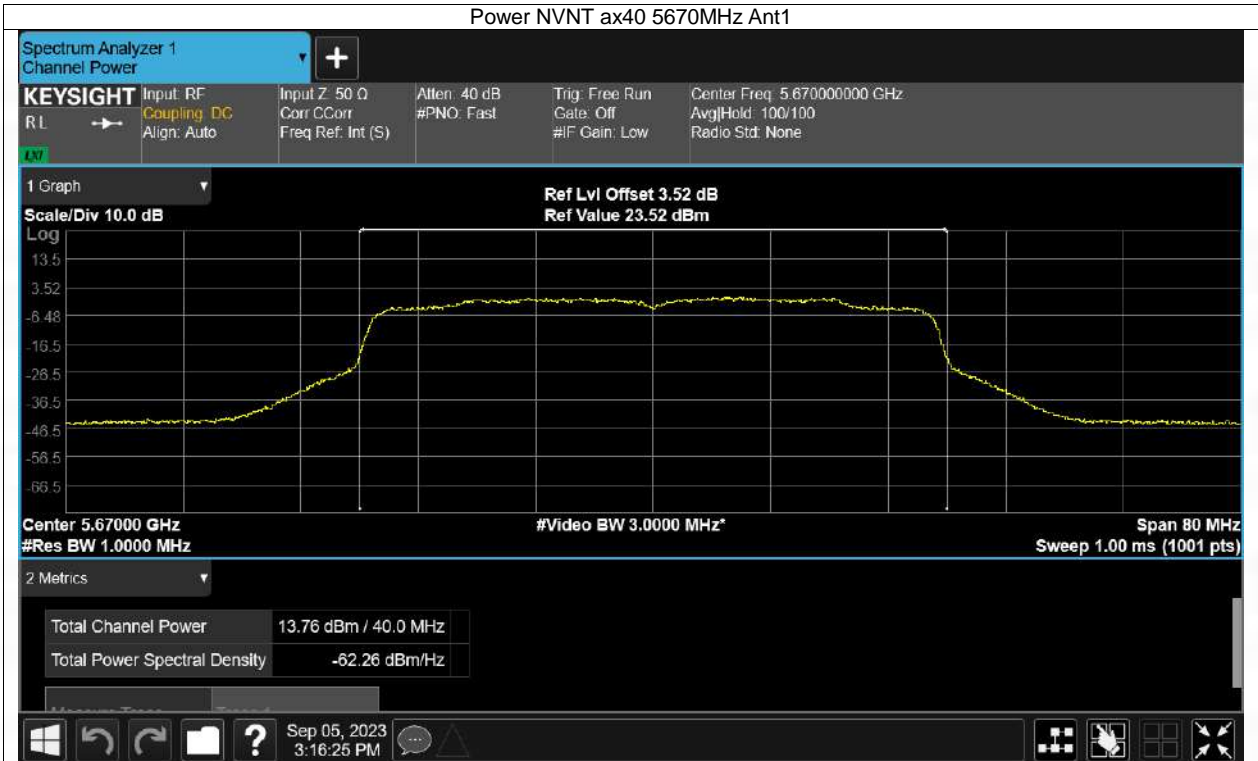 Power NVNT ax40 5670MHz Ant1
Spectrum Analyzer 1
Channel Power
+
KEYSIGHT
RL
LXI
Input: RF
Coupling: DC
Align: Auto
Input Z: 50 Ω
Corr CCorr
Freq Ref: Int (S)
Atten: 40 dB
#PNO: Fast
Trig: Free Run
Gate: Off
#IF Gain: Low
Center Freq: 5.670000000 GHz
Avg|Hold: 100/100
Radio Std: None
1 Graph
Scale/Div 10.0 dB
Ref Lvl Offset 3.52 dB
Ref Value 23.52 dBm
Log
13.5
3.52
-6.48
-16.5
-26.5
-36.5
-46.5
-56.5
-66.5
Center 5.67000 GHz
#Res BW 1.0000 MHz
#Video BW 3.0000 MHz*
Span 80 MHz
Sweep 1.00 ms (1001 pts)
2 Metrics
Total Channel Power 13.76 dBm / 40.0 MHz
Total Power Spectral Density -62.26 dBm/Hz
?
Sep 05, 2023
3:16:25 PM